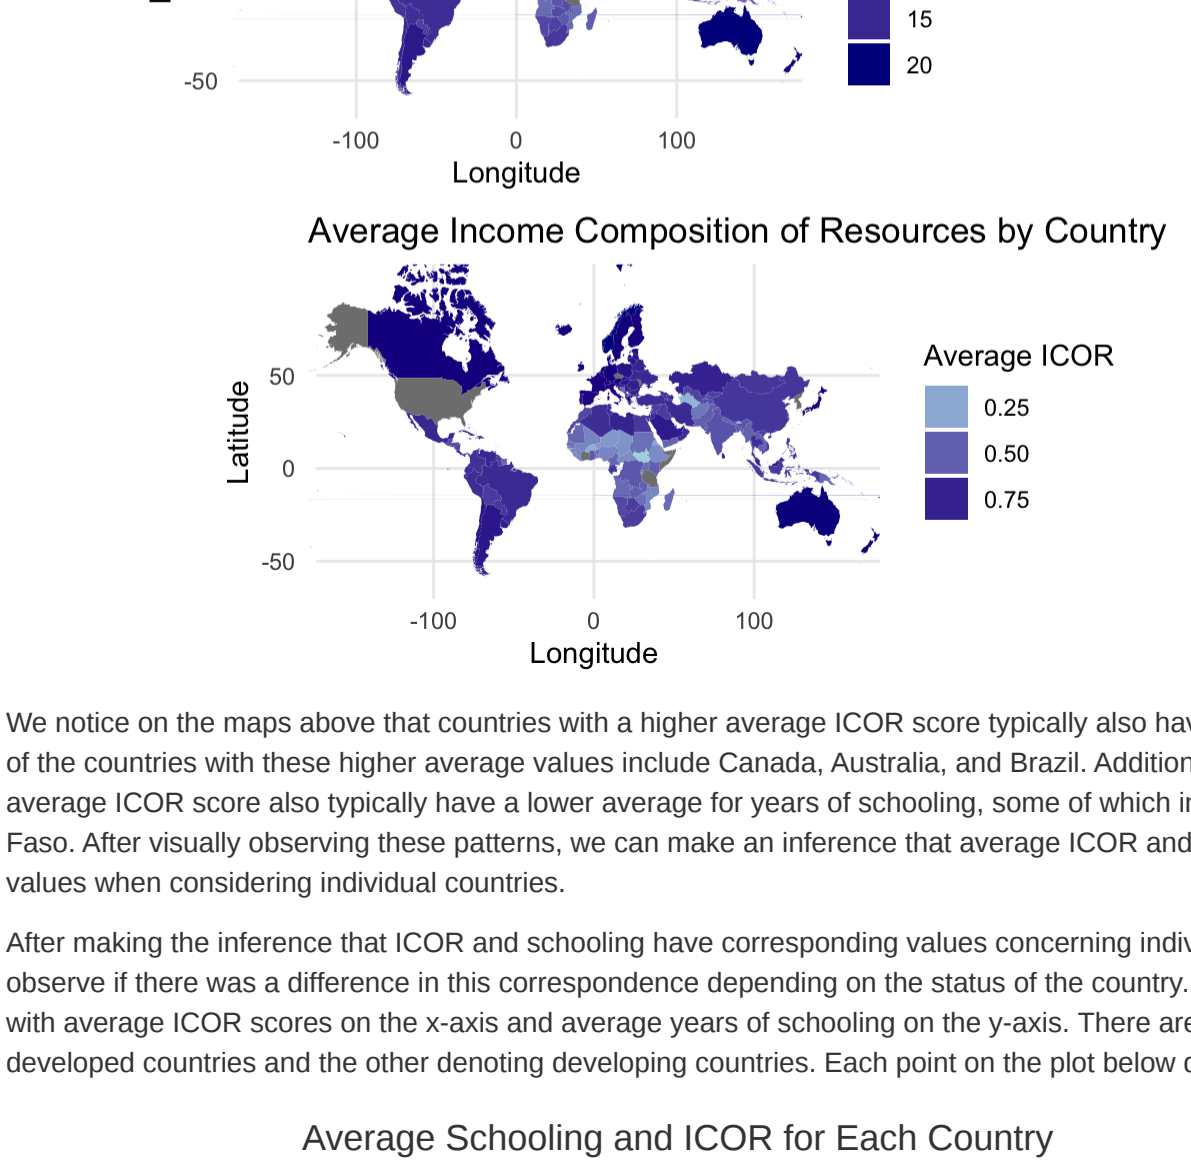 15
20
-50
-100 0 100
Longitude
Average Income Composition of Resources by Country
Average ICOR
50
0.25
Latitude
0.50
0
0.75
-50
-100 0 100
Longitude
We notice on the maps above that countries with a higher average ICOR score typically also hav
of the countries with these higher average values include Canada, Australia, and Brazil. Addition
average ICOR score also typically have a lower average for years of schooling, some of which in
Faso. After visually observing these patterns, we can make an inference that average ICOR and
values when considering individual countries.
After making the inference that ICOR and schooling have corresponding values concerning indiv
observe if there was a difference in this correspondence depending on the status of the country.
with average ICOR scores on the x-axis and average years of schooling on the y-axis. There are
developed countries and the other denoting developing countries. Each point on the plot below d
Average Schooling and ICOR for Each Country